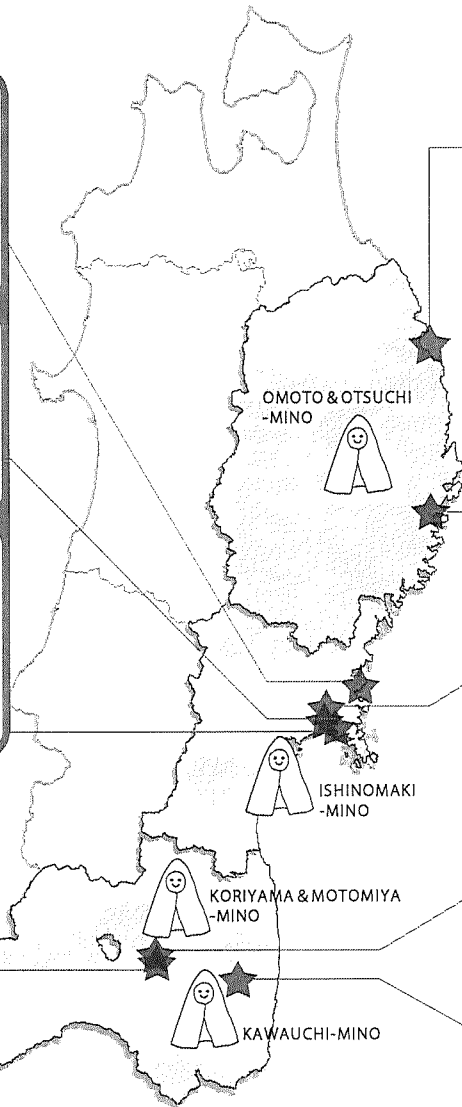 OMOTO & OTSUCHI
-MINO
ISHINOMAKI
-MINO
KORIYAMA & MOTOMIYA
-MINO
KAWAUCHI-MINO